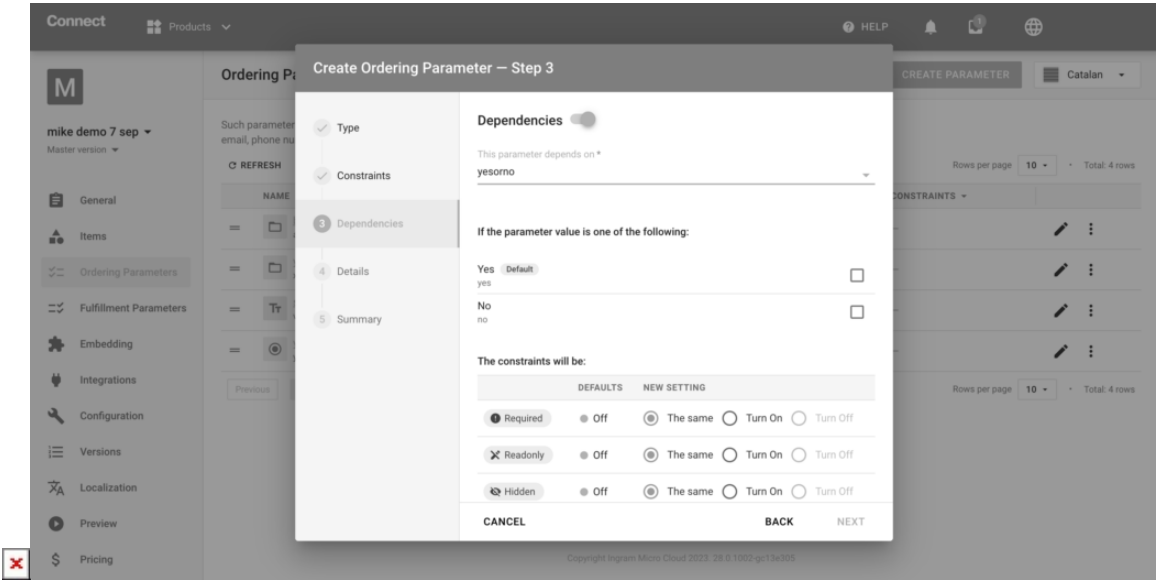 Connect
Products
HELP
1
M
mike demo 7 sep
Master version
General
Items
Ordering Parameters
Fulfillment Parameters
Embedding
Integrations
Configuration
Versions
Localization
Preview
$ Pricing
Ordering Pa
CREATE PARAMETER
Catalan
Such parameter
email, phone nu
REFRESH
Rows per page 10 · Total: 4 rows
NAME
CONSTRAINTS
Tт
Previous
Rows per page 10 · Total: 4 rows
Create Ordering Parameter — Step 3
Type
Constraints
3 Dependencies
4 Details
5 Summary
Dependencies
This parameter depends on *
yesorno
If the parameter value is one of the following:
Yes Default
yes
No
no
The constraints will be:
DEFAULTS NEW SETTING
Required Off The same Turn On Turn Off
Readonly Off The same Turn On Turn Off
Hidden Off The same Turn On Turn Off
CANCEL BACK NEXT
Copyright Ingram Micro Cloud 2023. 28.0.1002-gc13e305